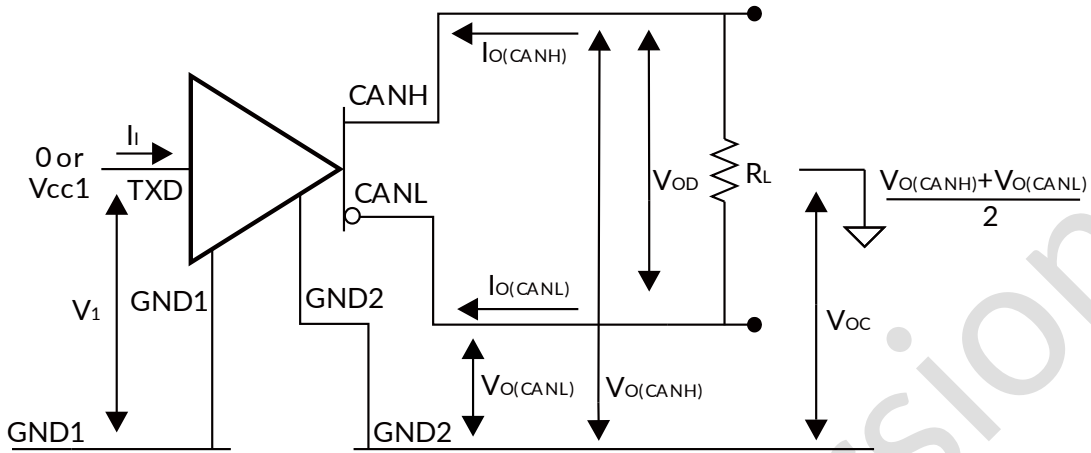 IO(CANH)
CANH
II
0 or
Vcc1
TXD
CANL
VOD
RL
VO(CANH)+VO(CANL)
2
IO(CANL)
GND1
GND2
V1
VOC
VO(CANL)
VO(CANH)
GND1
GND2